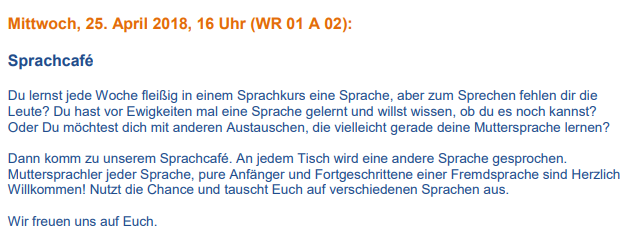 Mittwoch, 25. April 2018, 16 Uhr (WR 01 A 02):
Sprachcafé
Du lernst jede Woche fleißig in einem Sprachkurs eine Sprache, aber zum Sprechen fehlen dir die
Leute? Du hast vor Ewigkeiten mal eine Sprache gelernt und willst wissen, ob du es noch kannst?
Oder Du möchtest dich mit anderen Austauschen, die vielleicht gerade deine Muttersprache lernen?
Dann komm zu unserem Sprachcafé. An jedem Tisch wird eine andere Sprache gesprochen.
Muttersprachler jeder Sprache, pure Anfänger und Fortgeschrittene einer Fremdsprache sind Herzlich
Willkommen! Nutzt die Chance und tauscht Euch auf verschiedenen Sprachen aus.
Wir freuen uns auf Euch.